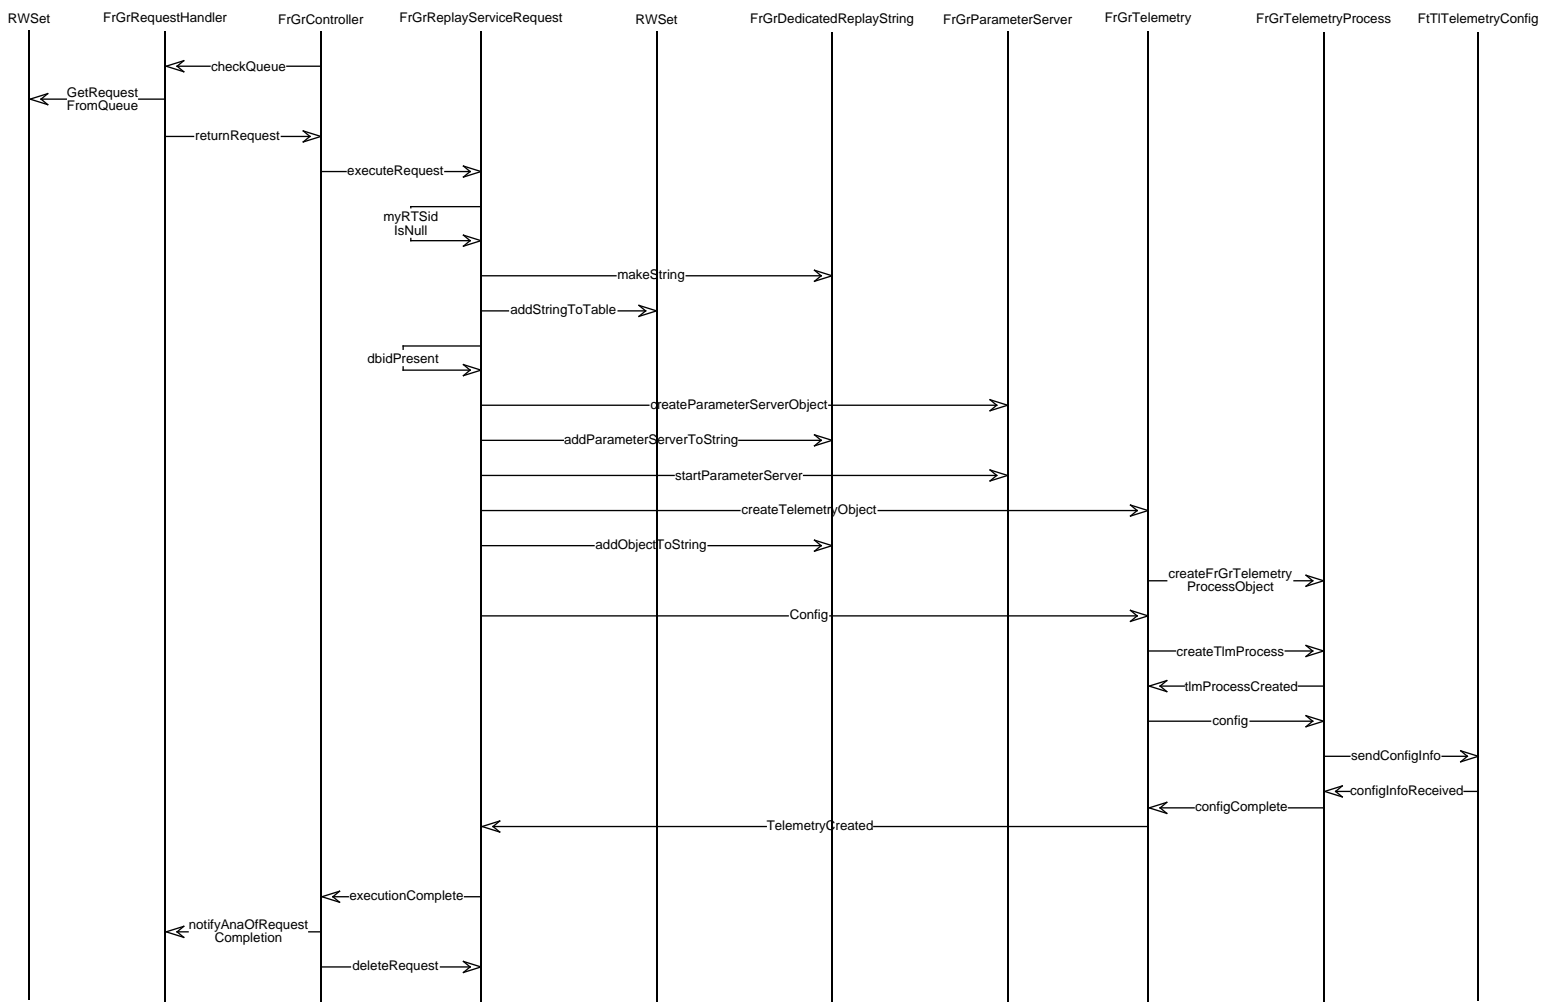 RWSet
FrGrRequestHandler
FrGrController
FrGrReplayServiceRequest
RWSet
FrGrDedicatedReplayString
FrGrParameterServer
FrGrTelemetry
FrGrTelemetryProcess
FtTlTelemetryConfig
checkQueue
GetRequest
FromQueue
returnRequest
executeRequest
myRTSid
IsNull
makeString
addStringToTable
dbidPresent
createParameterServerObject
addParameterServerToString
startParameterServer
createTelemetryObject
addObjectToString
createFrGrTelemetry
ProcessObject
Config
createTlmProcess
tlmProcessCreated
config
sendConfigInfo
configInfoReceived
configComplete
TelemetryCreated
executionComplete
notifyAnaOfRequest
Completion
deleteRequest